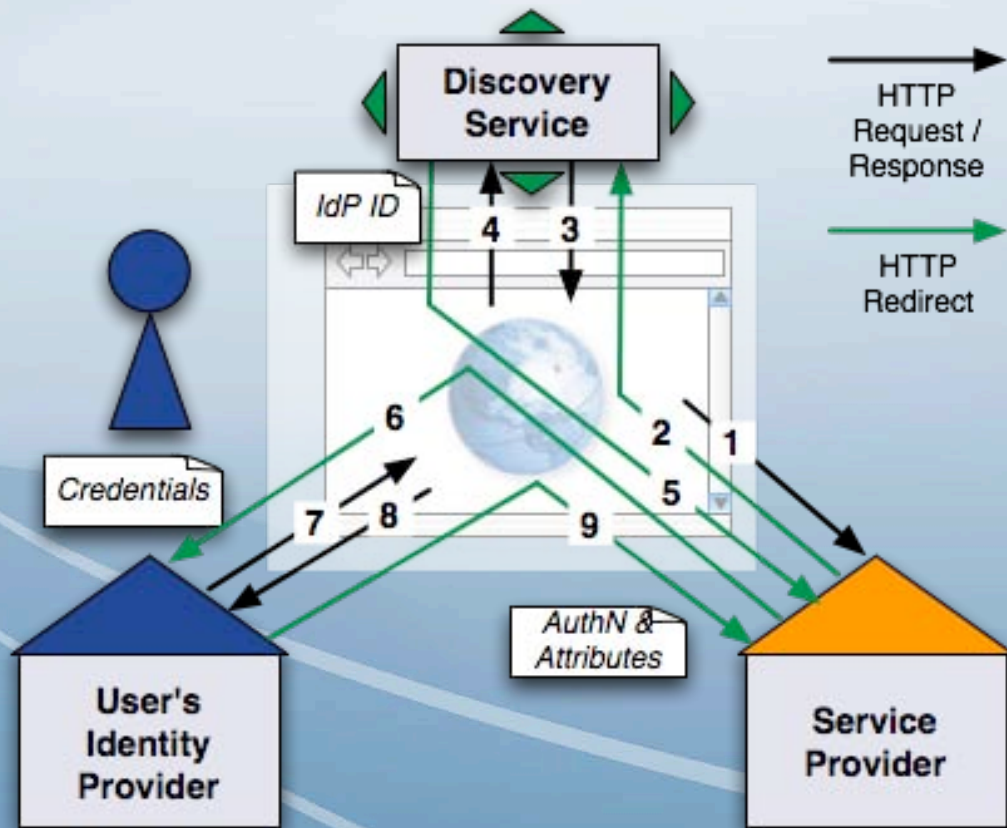 Discovery
Service
HTTP
Request /
Response
IdP ID
4
3
HTTP
Redirect
6
2
1
Credentials
5
7
8
9
AuthN &
Attributes
User's
Identity
Provider
Service
Provider